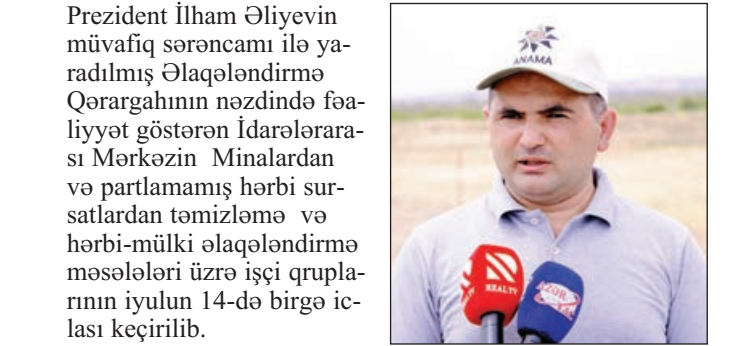 Prezident İlham Əliyevin
müvafiq sərəncamı ilə ya-
radılmış Əlaqələndirmə
Qərargahının nəzdində fəa-
liyyət göstərən İdarələrara-
sı Mərkəzin Minalardan
və partlamamış hərbi sur-
satlardan təmizləmə və
hərbi-mülki əlaqələndirmə
məsələləri üzrə işçi qrupla-
rının iyulun 14-də birgə ic-
lası keçirilib.
ANAMA
REAL TV
AZƏR